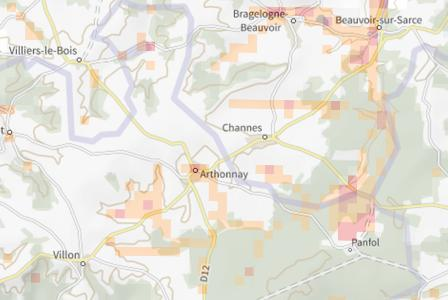 Bragelogne-
Beauvoir
Beauvoir-sur-Sarce
Villiers-le-Bois
Channes
t
Arthonnay
Villon
Panfol
D12